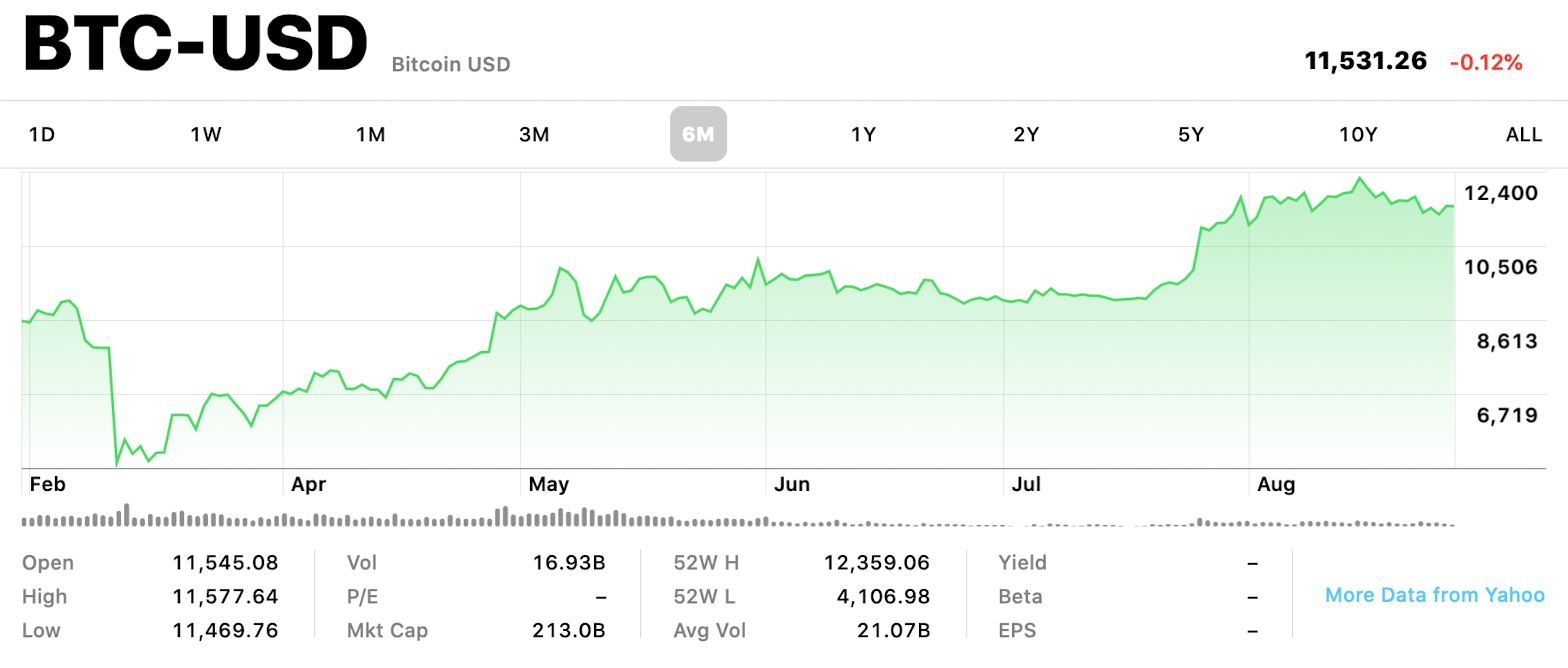 BTC-USD Bitcoin USD 11,531.26 -0.12%
1D 1W 1M 3M 6M 1Y 2Y 5Y 10Y ALL
12,400
10,506
8,613
6,719
Feb Apr May Jun Jul Aug
Open 11,545.08 Vol 16.93B 52W H 12,359.06 Yield –
High 11,577.64 P/E – 52W L 4,106.98 Beta – More Data from Yahoo
Low 11,469.76 Mkt Cap 213.0B Avg Vol 21.07B EPS –